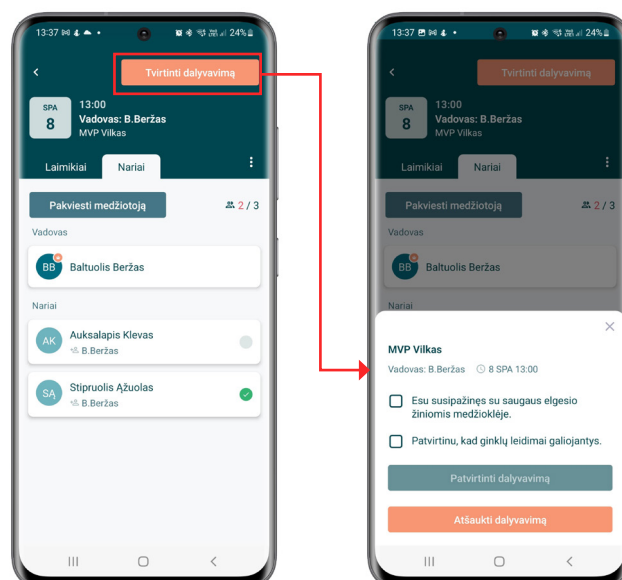 13:37
24%
Tvirtinti dalyvavimą
SPA
8
13:00
Vadovas: B.Beržas
MVP Vilkas
Laimikiai
Nariai
Pakviesti medžiotoją
2 / 3
Vadovas
BB
Baltuolis Beržas
Nariai
AK
Auksalapis Klevas
B.Beržas
SĄ
Stipruolis Ąžuolas
B.Beržas
13:37
24%
Tvirtinti dalyvavimą
SPA
8
13:00
Vadovas: B.Beržas
MVP Vilkas
Laimikiai
Nariai
Pakviesti medžiotoją
2 / 3
Vadovas
BB
Baltuolis Beržas
Nariai
MVP Vilkas
Vadovas: B.Beržas
8 SPA 13:00
Esu susipažinęs su saugaus elgesio
žiniomis medžioklėje.
Patvirtinu, kad ginklų leidimai galiojantys.
Patvirtinti dalyvavimą
Atšaukti dalyvavimą